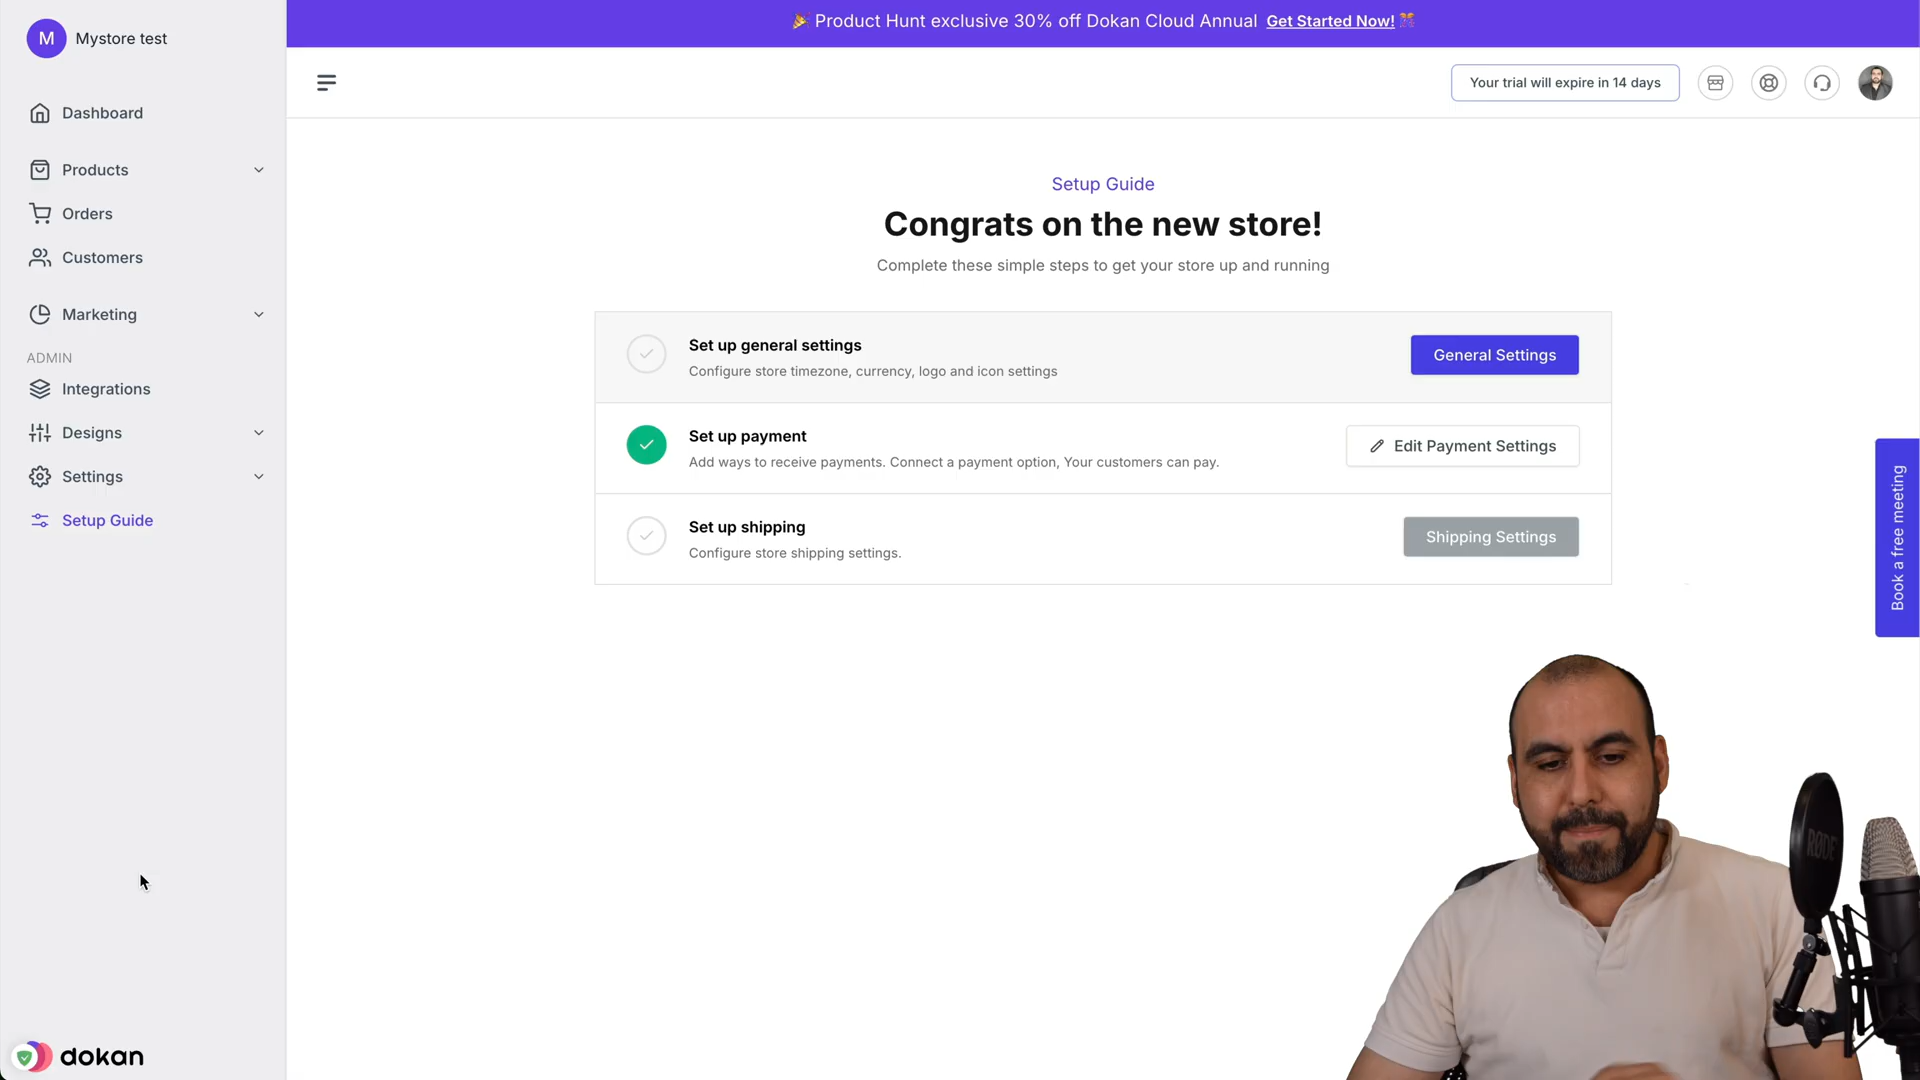 M Mystore test
🎉 Product Hunt exclusive 30% off Dokan Cloud Annual Get Started Now! 🎊
Your trial will expire in 14 days
Dashboard
Products
Orders
Customers
Marketing
ADMIN
Integrations
Designs
Settings
Setup Guide
Setup Guide
Congrats on the new store!
Complete these simple steps to get your store up and running
Set up general settings
Configure store timezone, currency, logo and icon settings
General Settings
Set up payment
Add ways to receive payments. Connect a payment option, Your customers can pay.
Edit Payment Settings
Set up shipping
Configure store shipping settings.
Shipping Settings
Book a free meeting
RØDE
dokan